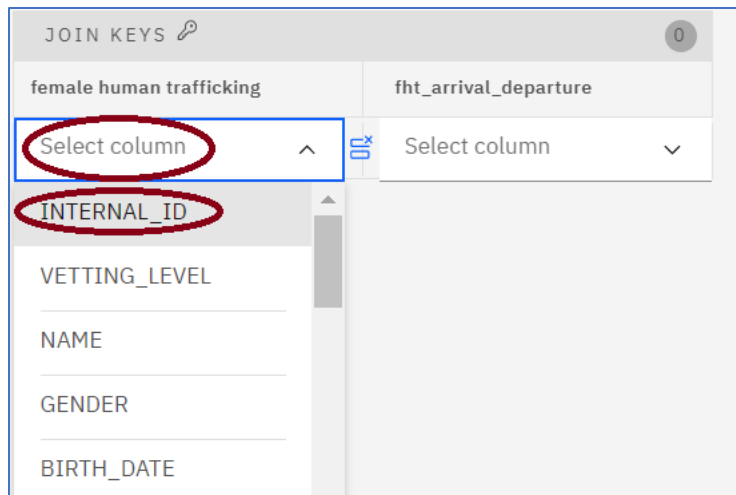 JOIN KEYS 0
female human trafficking fht_arrival_departure
Select column Select column
INTERNAL_ID
VETTING_LEVEL
NAME
GENDER
BIRTH_DATE